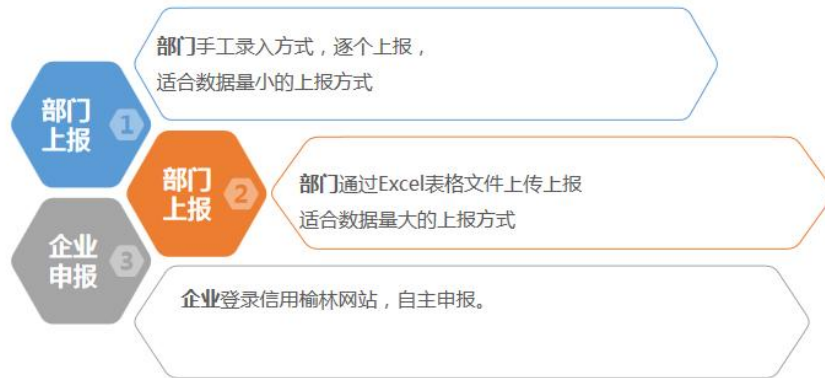 部门
上报
1
部门手工录入方式，逐个上报，
适合数据量小的上报方式
部门
上报
2
部门通过Excel表格文件上传上报
适合数据量大的上报方式
企业
申报
3
企业登录信用榆林网站，自主申报。